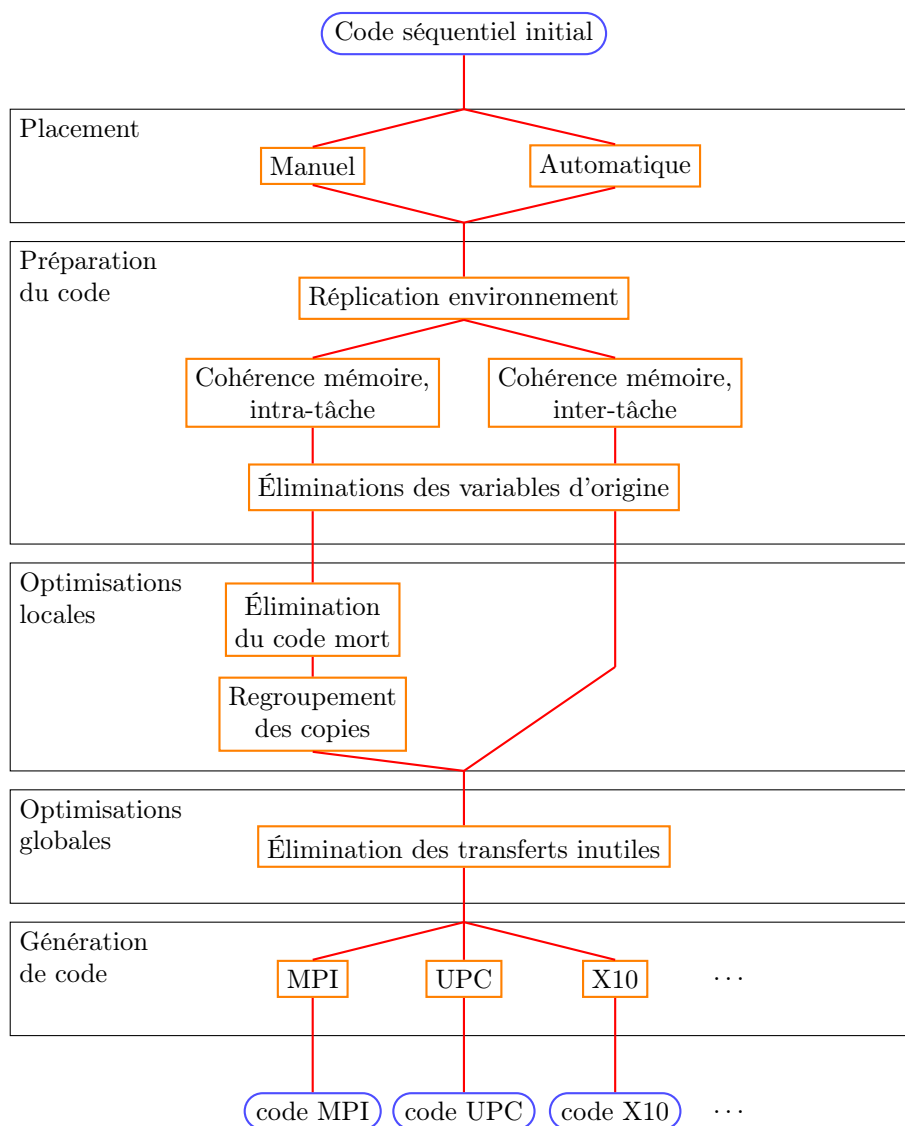 Code séquentiel initial
Placement
Manuel
Automatique
Préparation
du code
Réplication environnement
Cohérence mémoire,
intra-tâche
Cohérence mémoire,
inter-tâche
Éliminations des variables d'origine
Optimisations
locales
Élimination
du code mort
Regroupement
des copies
Optimisations
globales
Élimination des transferts inutiles
Génération
de code
MPI
UPC
X10
...
code MPI
code UPC
code X10
...